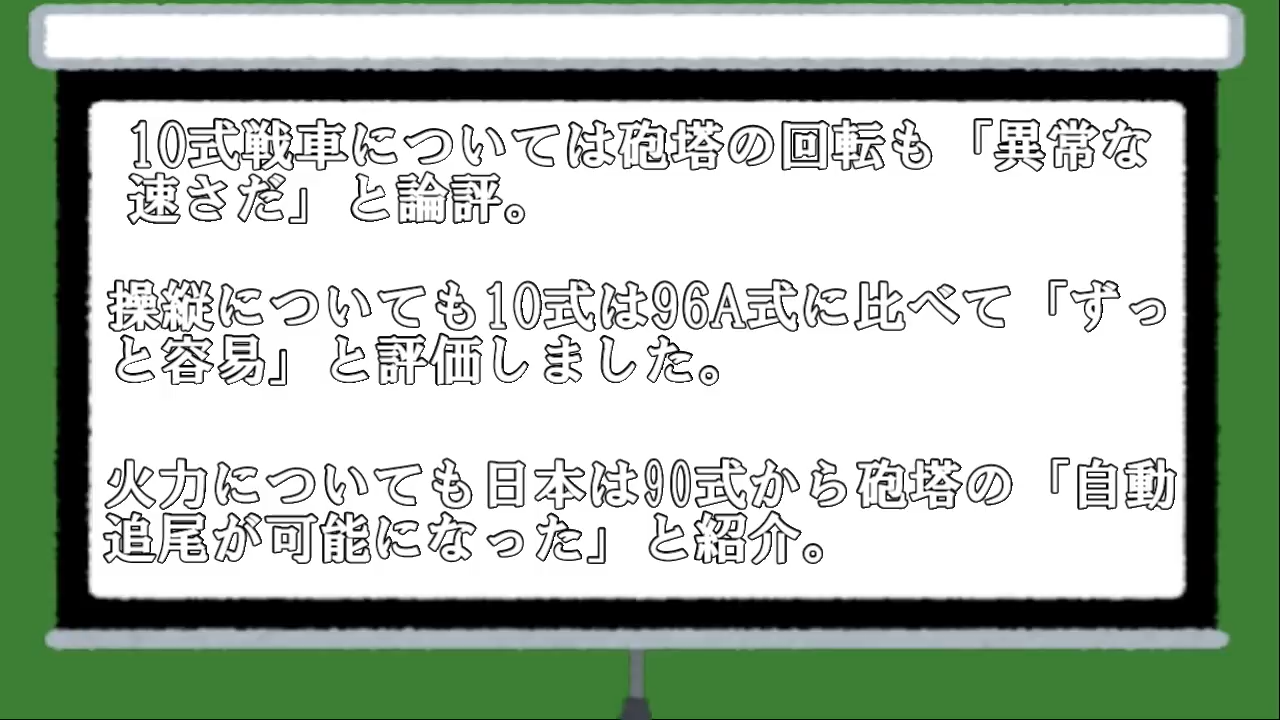 10式戦車については砲塔の回転も「異常な
速さだ」と論評。
操縦についても10式は96A式に比べて「ずっ
と容易」と評価しました。
火力についても日本は90式から砲塔の「自動
追尾が可能になった」と紹介。